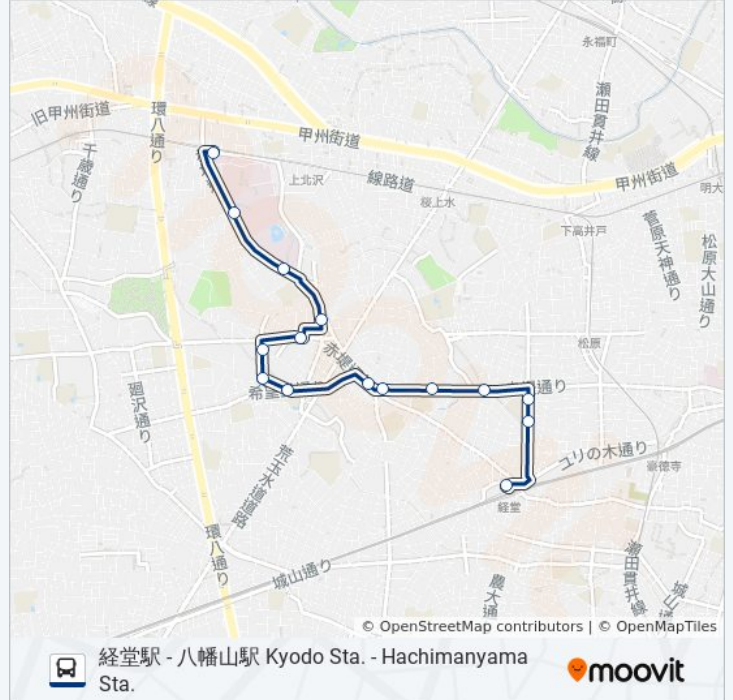 永福町
瀬田貫井線
旧甲州街道
環八通り
甲州街道
千歳通り
上北沢
線路道
甲州街道
明大
桜上水
下高井戸
菅原天神通り
松原大山通り
松原
赤堤通り
希望
通り
廻沢通り
荒玉水道道路
ユリの木通り
豪徳寺
経堂
環八通り
城山通り
農大通
瀬田貫井線
城山
© OpenStreetMap contributors | © OpenMapTiles
経堂駅 - 八幡山駅 Kyodo Sta. - Hachimanyama
Sta.
moovit